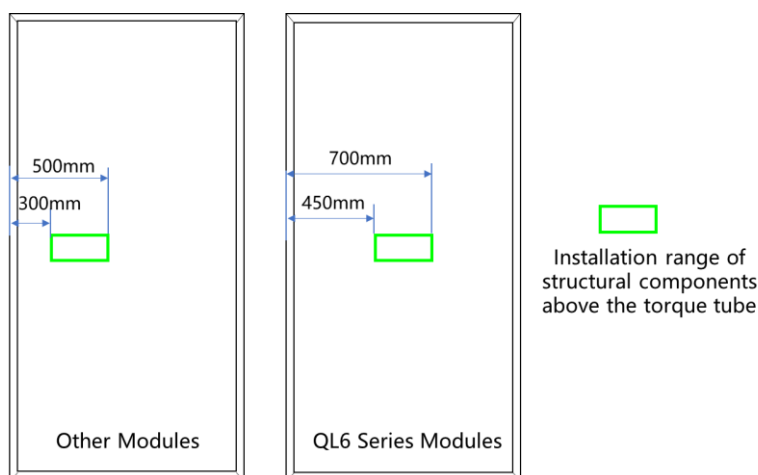 500mm
300mm
Other Modules
700mm
450mm
QL6 Series Modules
Installation range of
structural components
above the torque tube